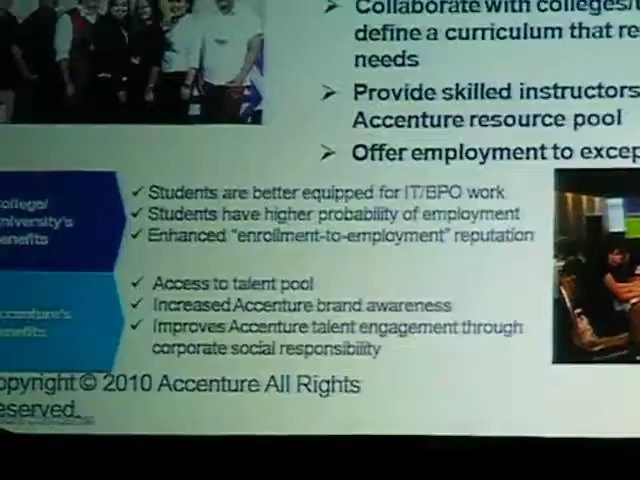 Collaborate with colleges/
define a curriculum that re
needs
Provide skilled instructors
Accenture resource pool
Offer employment to excep
ollege/
niversity's
enefits
✓ Students are better equipped for IT/BPO work
✓ Students have higher probability of employment
✓ Enhanced "enrollment-to-employment" reputation
ccenture's
enefits
✓ Access to talent pool
✓ Increased Accenture brand awareness
✓ Improves Accenture talent engagement through
corporate social responsibility
opyright © 2010 Accenture All Rights
eserved.